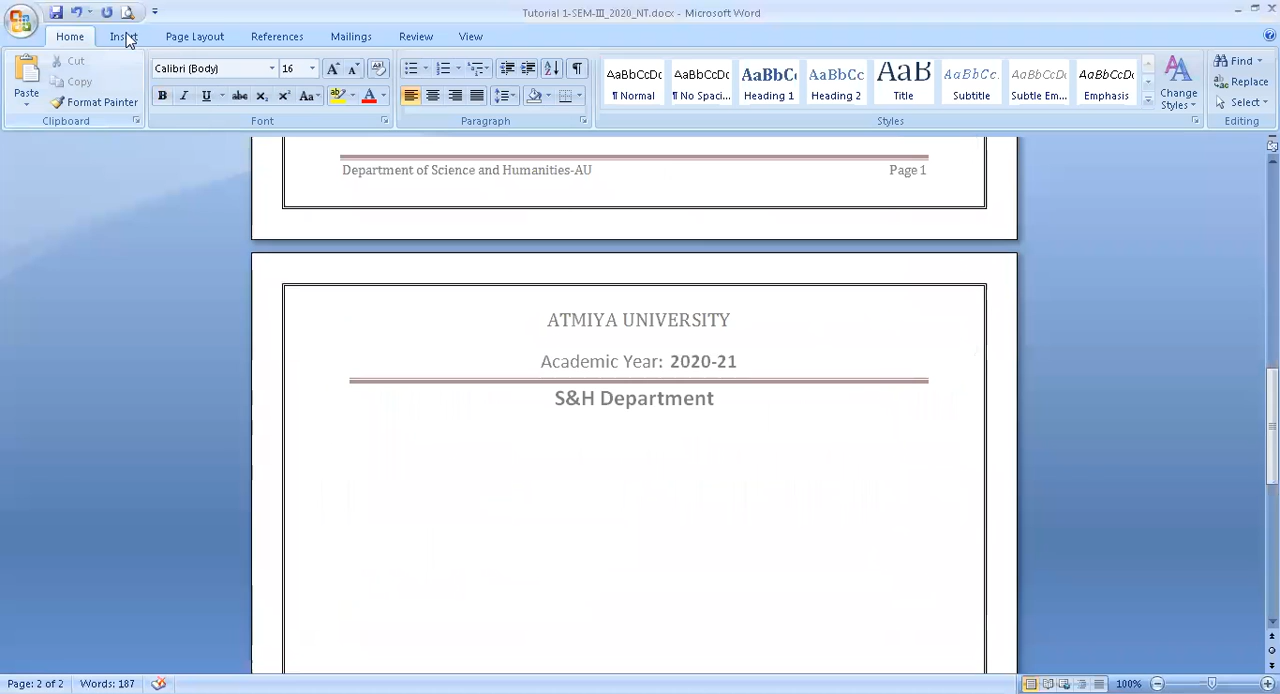 Tutorial 1-SEM-III_2020_NT.docx - Microsoft Word
Home Insert Page Layout References Mailings Review View
Paste
Cut
Copy
Format Painter
Clipboard
Calibri (Body) 16
Font
Paragraph
AaBbCcDc AaBbCcDc AaBbC AaBbCc AaB AaBbCc. AaBbCcDc AaBbCcDc
¶ Normal ¶ No Spaci... Heading 1 Heading 2 Title Subtitle Subtle Em... Emphasis
Change Styles
Styles
Find
Replace
Select
Editing
Department of Science and Humanities-AU Page 1
ATMIYA UNIVERSITY
Academic Year: 2020-21
S&H Department
Page: 2 of 2 Words: 187 100%